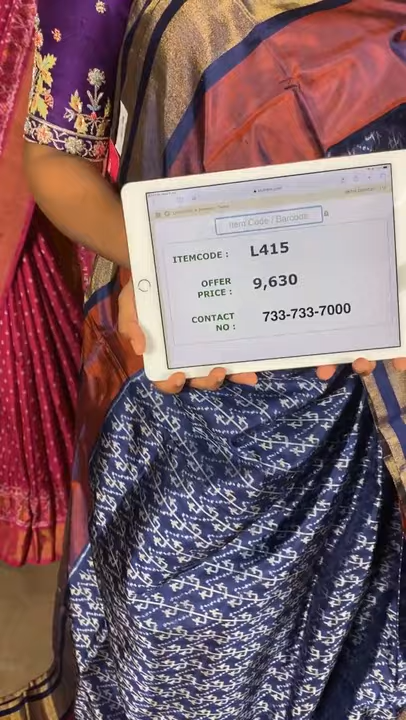 Item Code / Barcode
ITEMCODE : L415
OFFER PRICE : 9,630
CONTACT NO : 733-733-7000